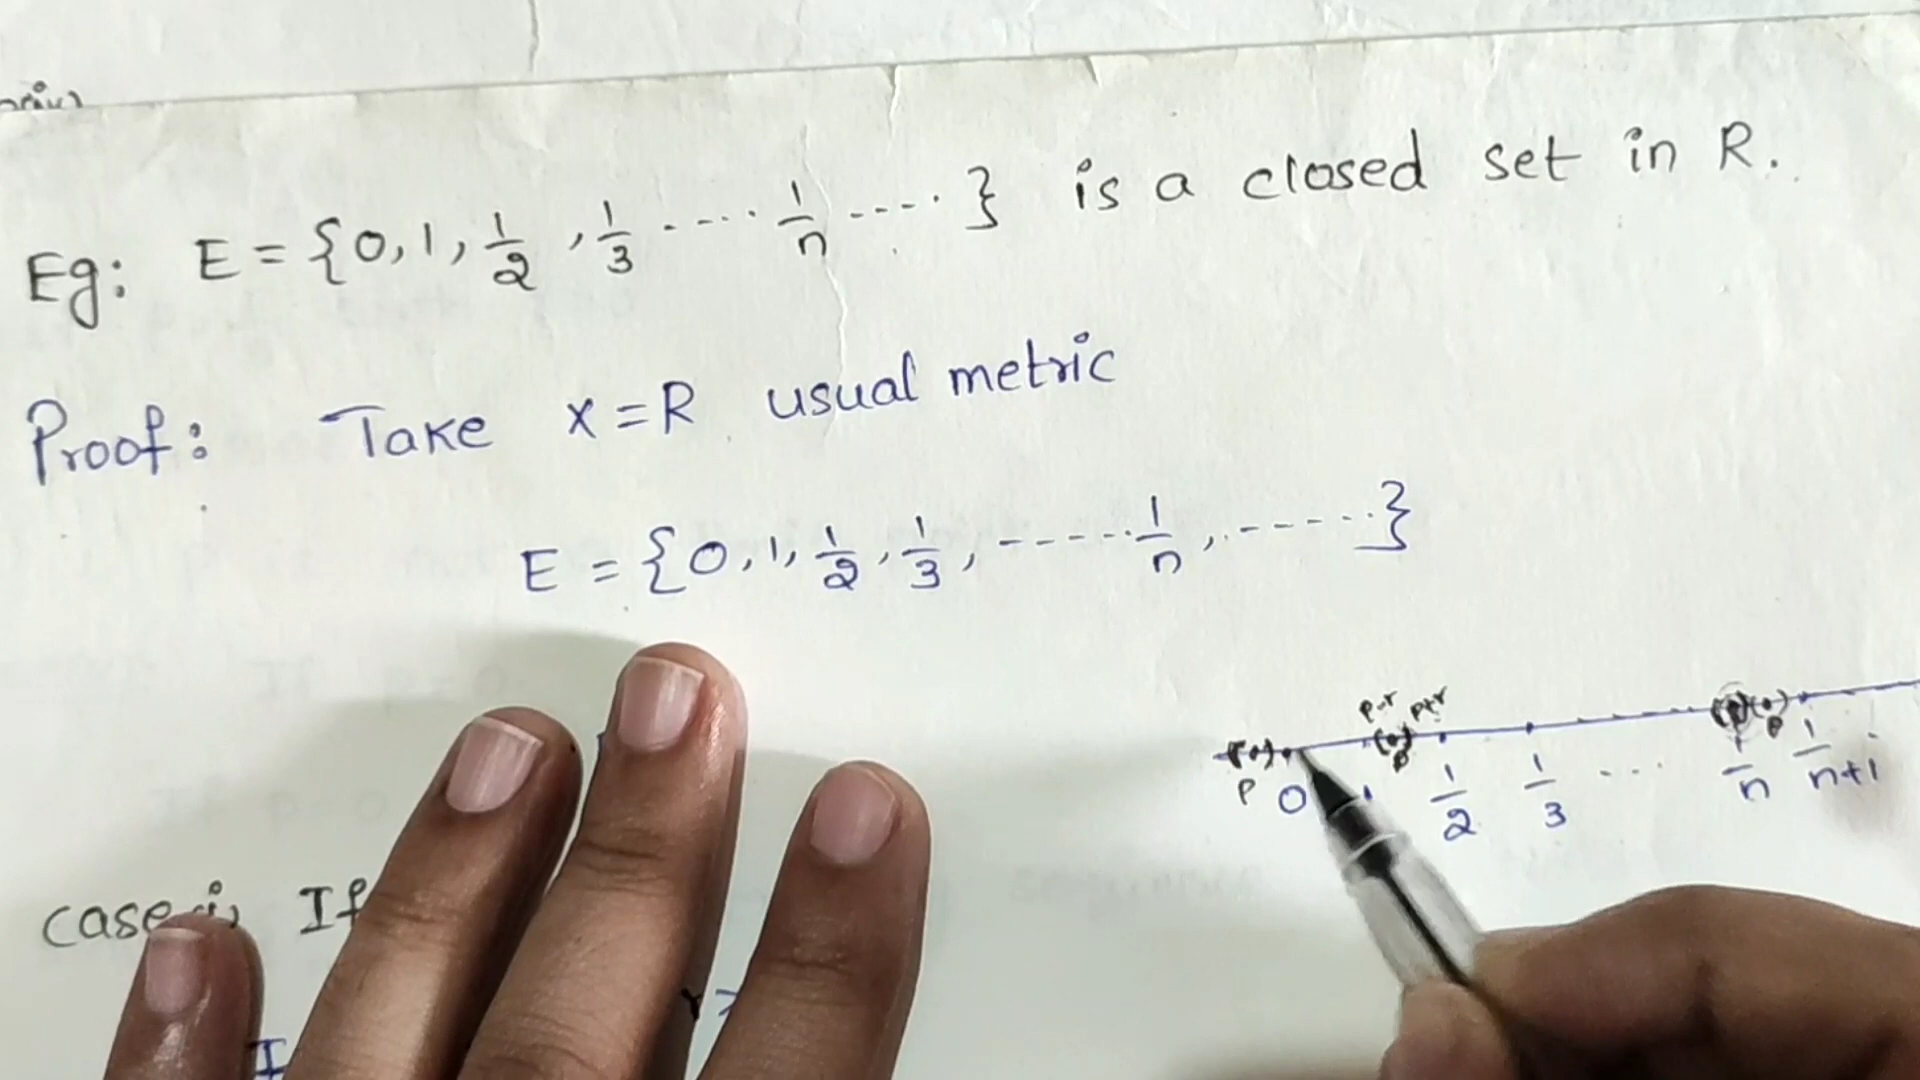 Eg: E = {0, 1, 1/2, 1/3 ---- 1/n ----} is a closed set in R.
Proof: Take X = R usual metric
E = {0, 1, 1/2, 1/3, ----- 1/n, -----}
P-r P+r
P 0 1 P 1/2 1/3 ... 1/n P 1/n+1
Case If
I r >